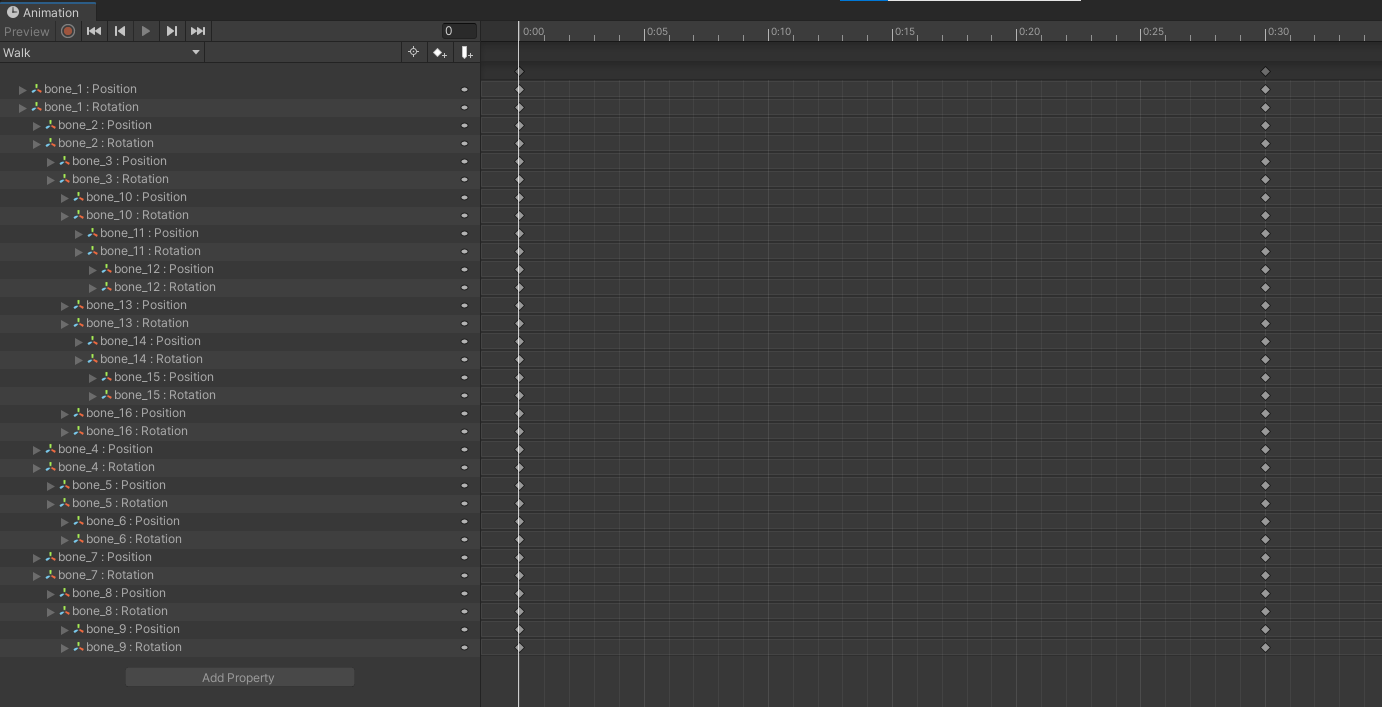 Animation
Preview 0 0:00 0:05 0:10 0:15 0:20 0:25 0:30
Walk
bone_1 : Position
bone_1 : Rotation
bone_2 : Position
bone_2 : Rotation
bone_3 : Position
bone_3 : Rotation
bone_10 : Position
bone_10 : Rotation
bone_11 : Position
bone_11 : Rotation
bone_12 : Position
bone_12 : Rotation
bone_13 : Position
bone_13 : Rotation
bone_14 : Position
bone_14 : Rotation
bone_15 : Position
bone_15 : Rotation
bone_16 : Position
bone_16 : Rotation
bone_4 : Position
bone_4 : Rotation
bone_5 : Position
bone_5 : Rotation
bone_6 : Position
bone_6 : Rotation
bone_7 : Position
bone_7 : Rotation
bone_8 : Position
bone_8 : Rotation
bone_9 : Position
bone_9 : Rotation
Add Property